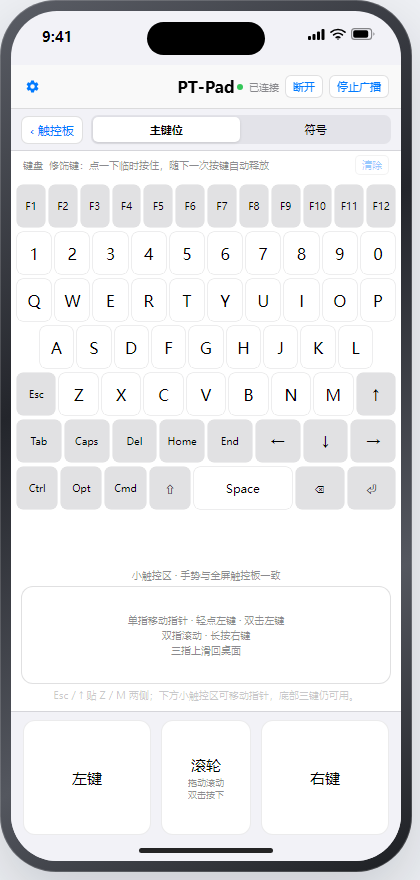 9:41
PT-Pad 已连接 断开 停止广播
‹ 触控板 主键位 符号
键盘 修饰键：点一下临时按住，随下一次按键自动释放 清除
F1 F2 F3 F4 F5 F6 F7 F8 F9 F10 F11 F12
1 2 3 4 5 6 7 8 9 0
Q W E R T Y U I O P
A S D F G H J K L
Esc Z X C V B N M ↑
Tab Caps Del Home End ← ↓ →
Ctrl Opt Cmd ⇧ Space ⌫ ⏎
小触控区 · 手势与全屏触控板一致
单指移动指针 · 轻点左键 · 双击左键
双指滚动 · 长按右键
三指上滑回桌面
Esc / ↑ 贴 Z / M 两侧；下方小触控区可移动指针，底部三键仍可用。
左键 滚轮 右键
拖动滚动
双击按下